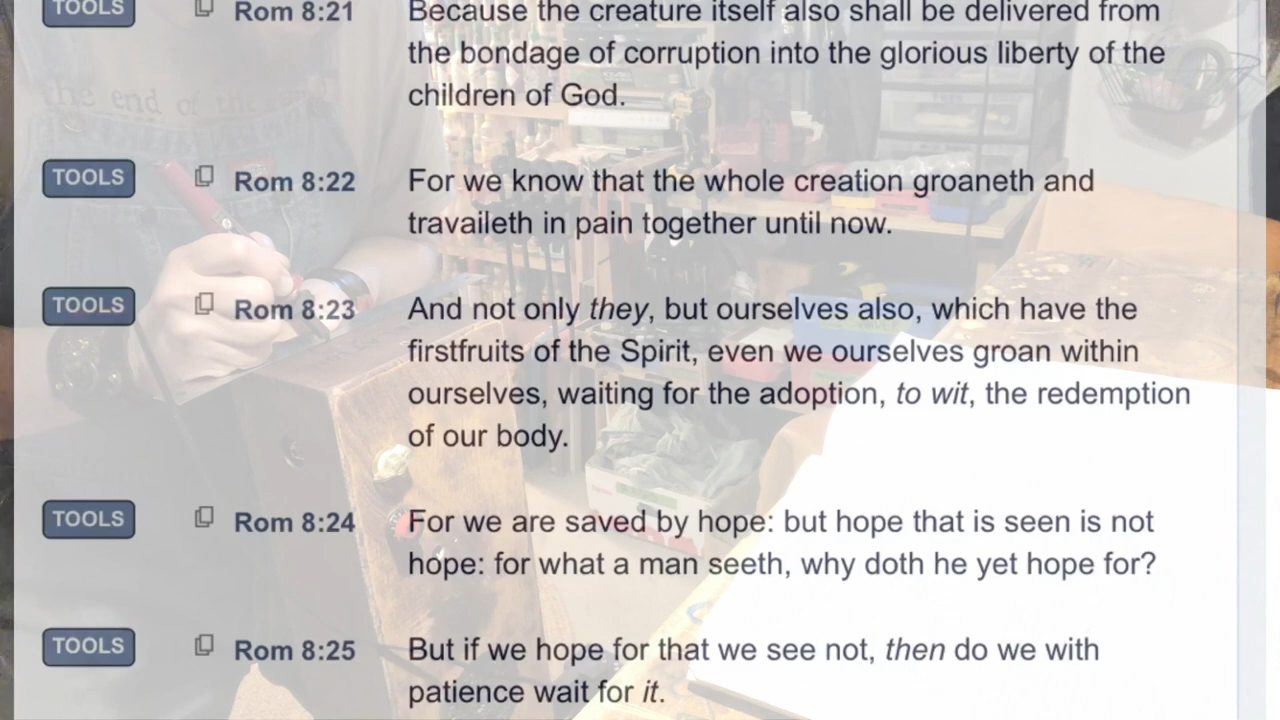 TOOLS Rom 8:21 Because the creature itself also shall be delivered from
the bondage of corruption into the glorious liberty of the
children of God.
the end of the
TOOLS Rom 8:22 For we know that the whole creation groaneth and
travaileth in pain together until now.
TOOLS Rom 8:23 And not only they, but ourselves also, which have the
firstfruits of the Spirit, even we ourselves groan within
ourselves, waiting for the adoption, to wit, the redemption
of our body.
TOOLS Rom 8:24 For we are saved by hope: but hope that is seen is not
hope: for what a man seeth, why doth he yet hope for?
TOOLS Rom 8:25 But if we hope for that we see not, then do we with
patience wait for it.